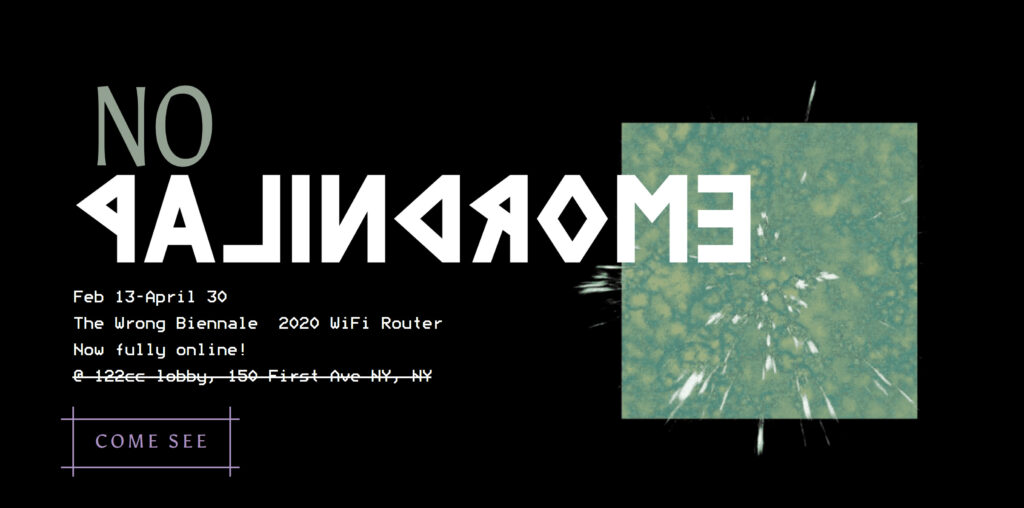 NO
PALINDROME
Feb 13-April 30
The Wrong Biennale  2020 WiFi Router
Now fully online!
@ 122cc lobby, 150 First Ave NY, NY
COME SEE